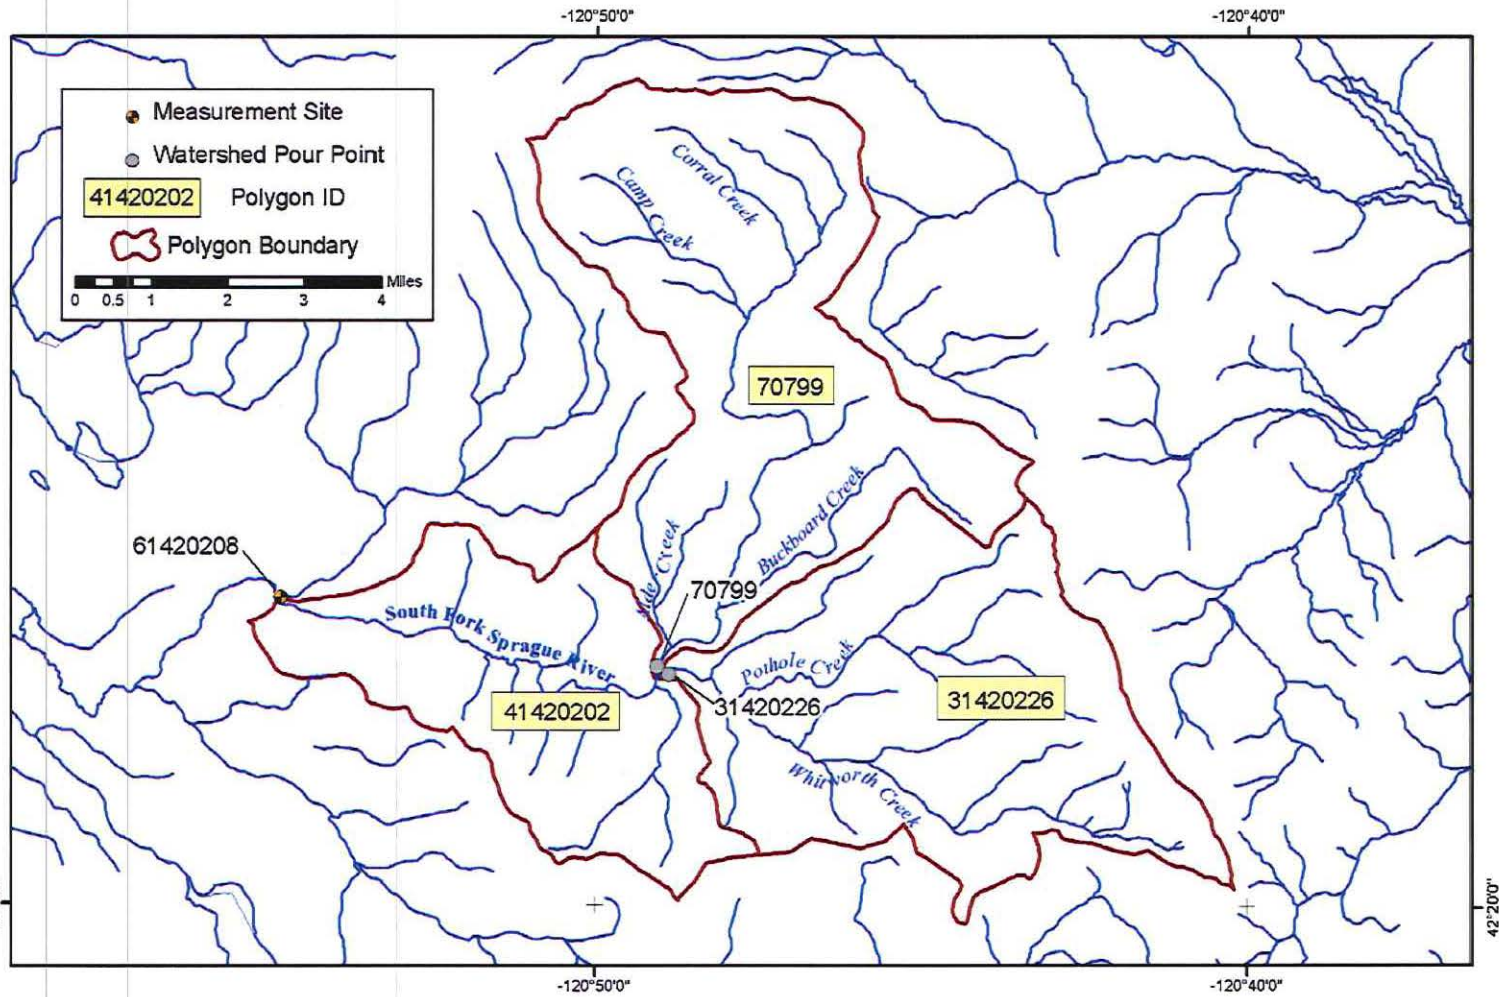 -120°50'0"
-120°40'0"
Measurement Site
Watershed Pour Point
41420202
Polygon ID
Polygon Boundary
Miles
0 0.5 1 2 3 4
Corral Creek
Camp Creek
70799
Buckboard Creek
61420208
70799
South Fork Sprague River
Pothole Creek
31420226
41420202
31420226
Whitworth Creek
42°20'0"
-120°50'0"
-120°40'0"